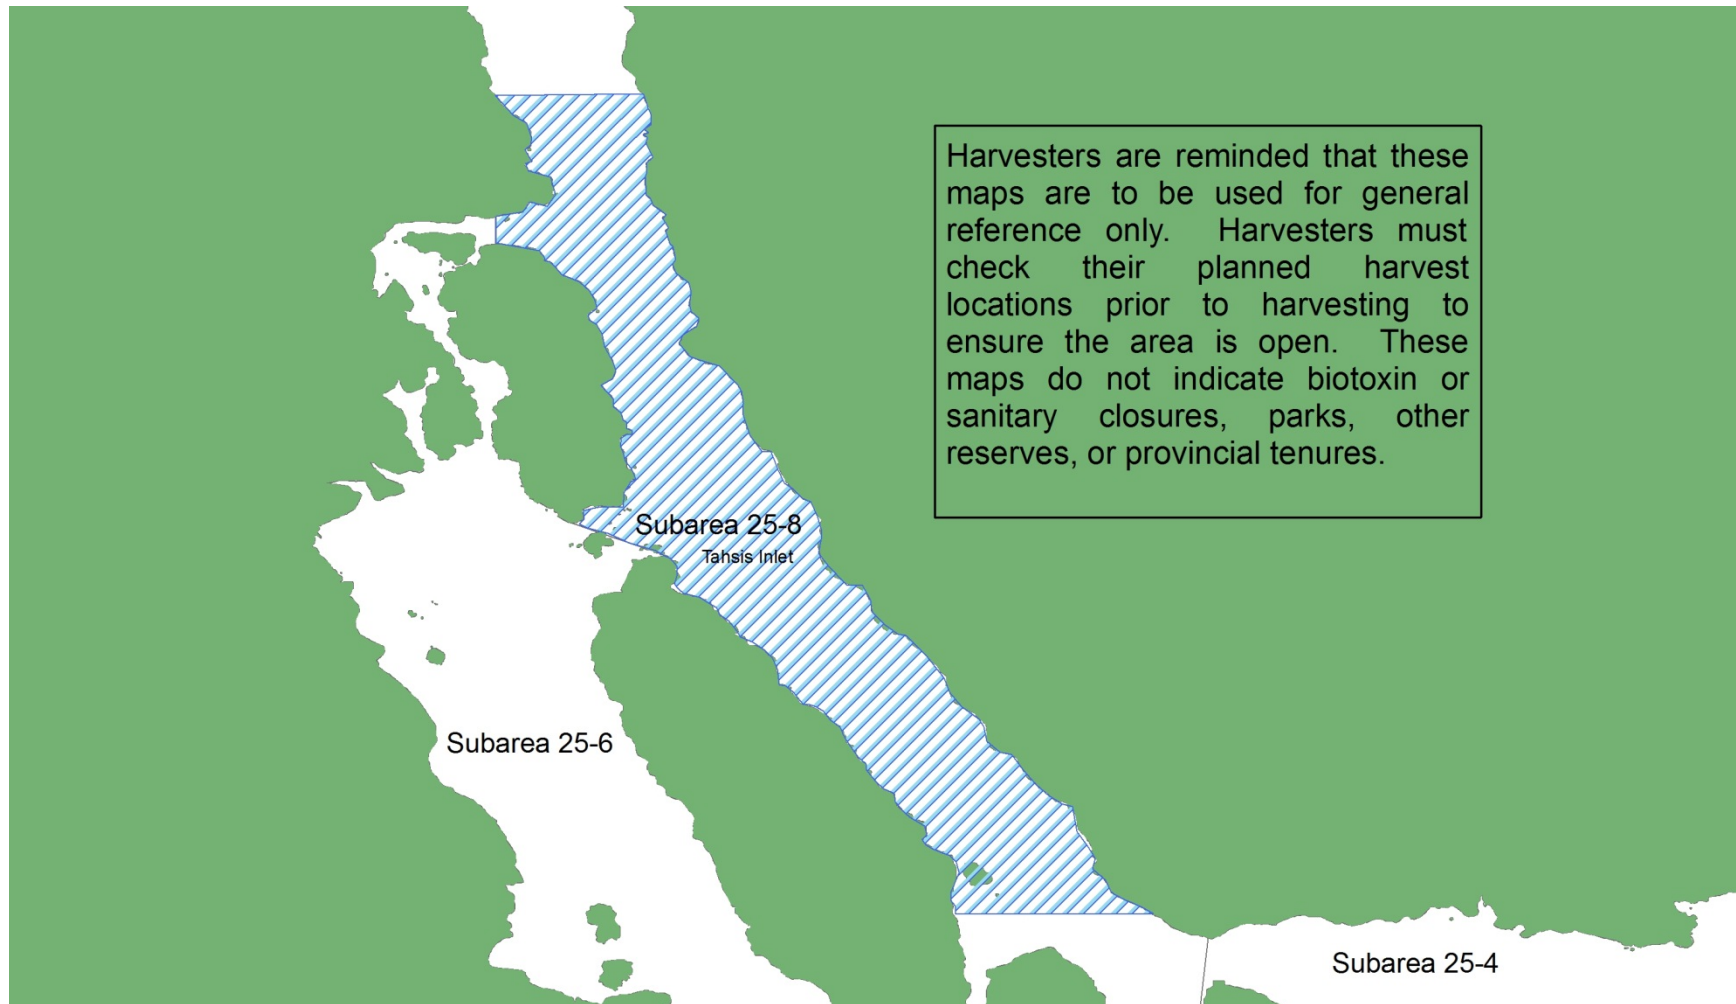 Harvesters are reminded that these
maps are to be used for general
reference only. Harvesters must
check their planned harvest
locations prior to harvesting to
ensure the area is open. These
maps do not indicate biotoxin or
sanitary closures, parks, other
reserves, or provincial tenures.
Subarea 25-8
Tahsis Inlet
Subarea 25-6
Subarea 25-4